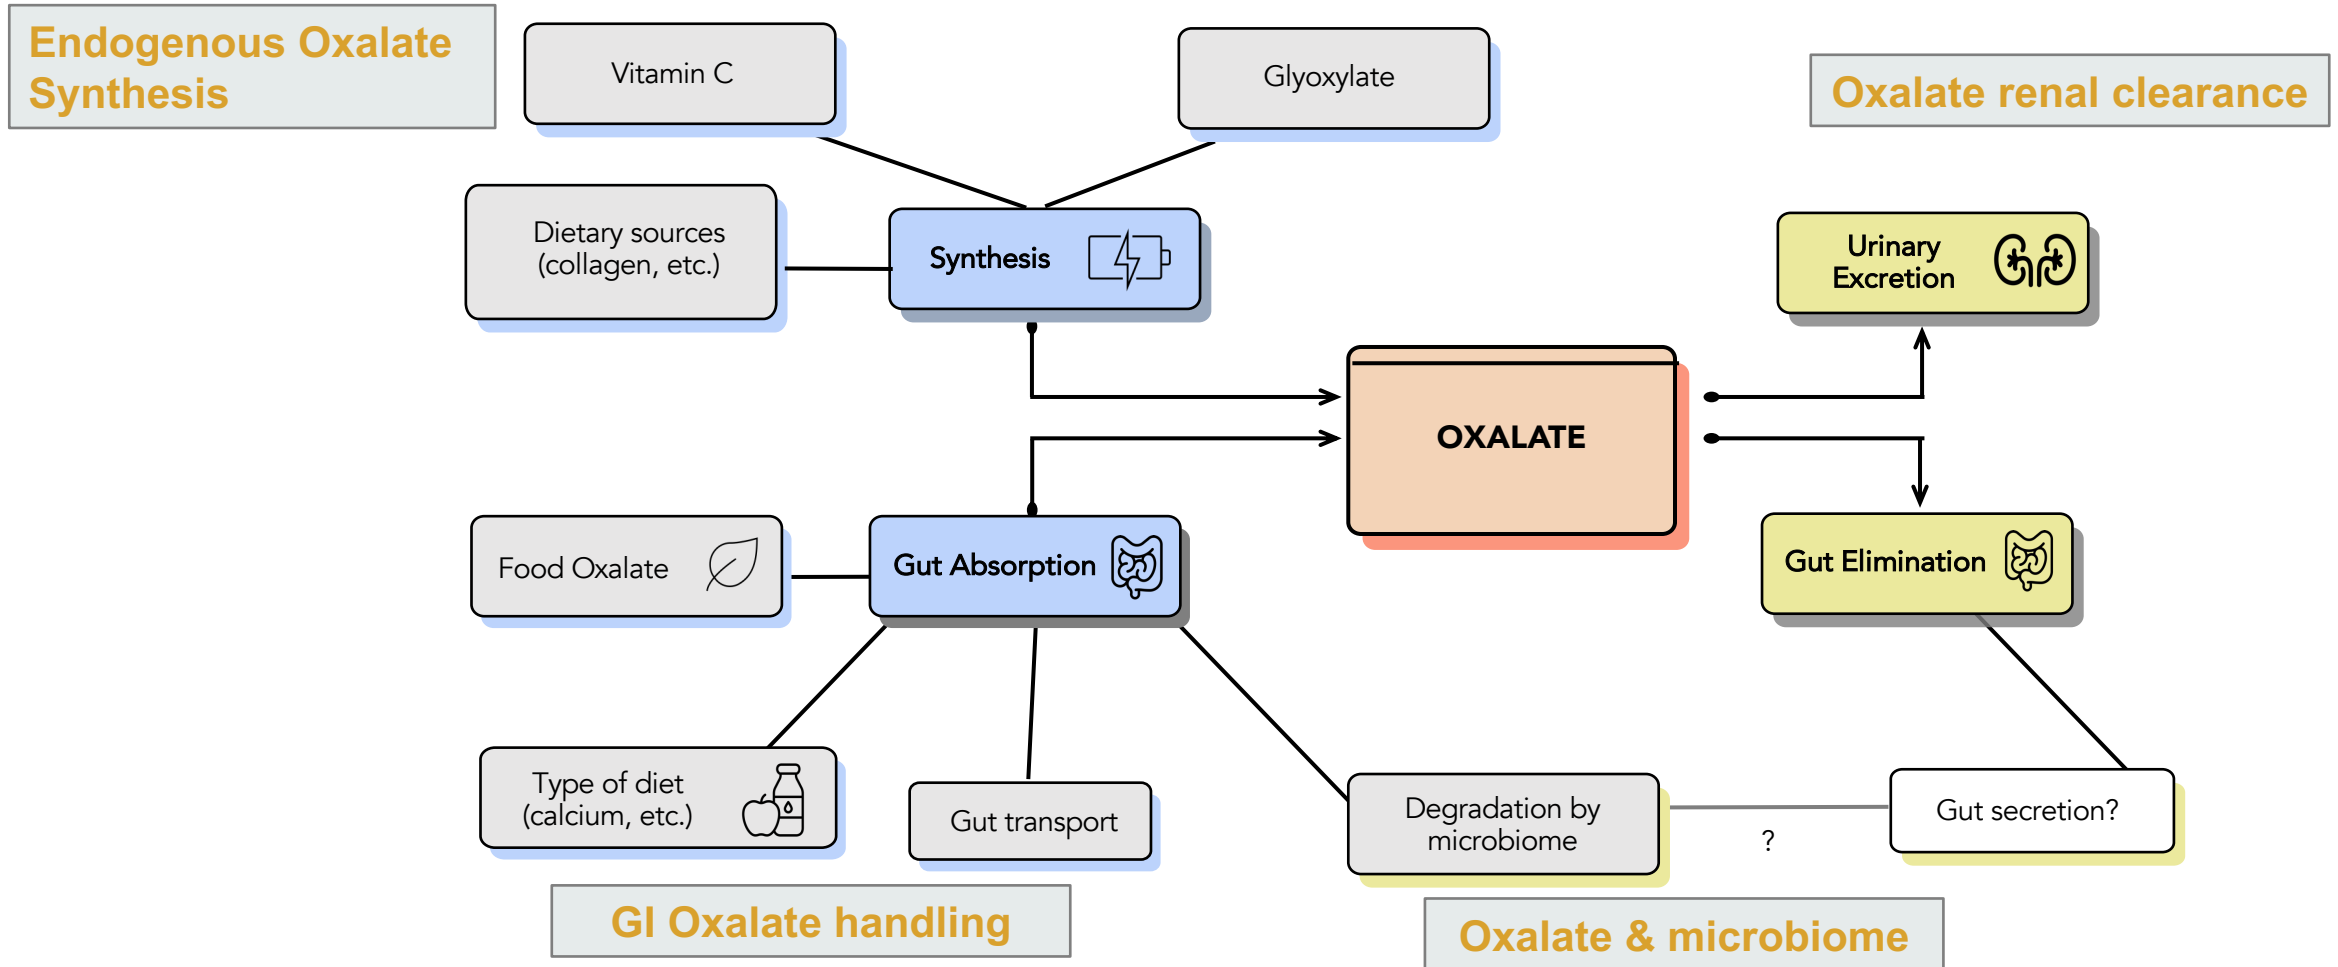 Endogenous Oxalate
Synthesis
Vitamin C
Glyoxylate
Oxalate renal clearance
Dietary sources
(collagen, etc.)
Synthesis
Urinary
Excretion
OXALATE
Food Oxalate
Gut Absorption
Gut Elimination
Type of diet
(calcium, etc.)
Gut transport
Degradation by
microbiome
?
Gut secretion?
GI Oxalate handling
Oxalate & microbiome